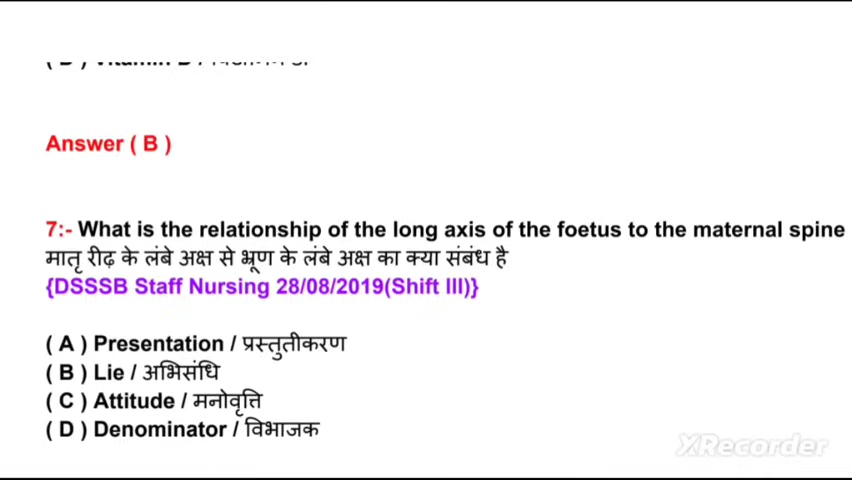 Answer ( B )
7:- What is the relationship of the long axis of the foetus to the maternal spine
मातृ रीढ़ के लंबे अक्ष से भ्रूण के लंबे अक्ष का क्या संबंध है
{DSSSB Staff Nursing 28/08/2019(Shift III)}
( A ) Presentation / प्रस्तुतीकरण
( B ) Lie / अभिसंधि
( C ) Attitude / मनोवृत्ति
( D ) Denominator / विभाजक
XRecorder